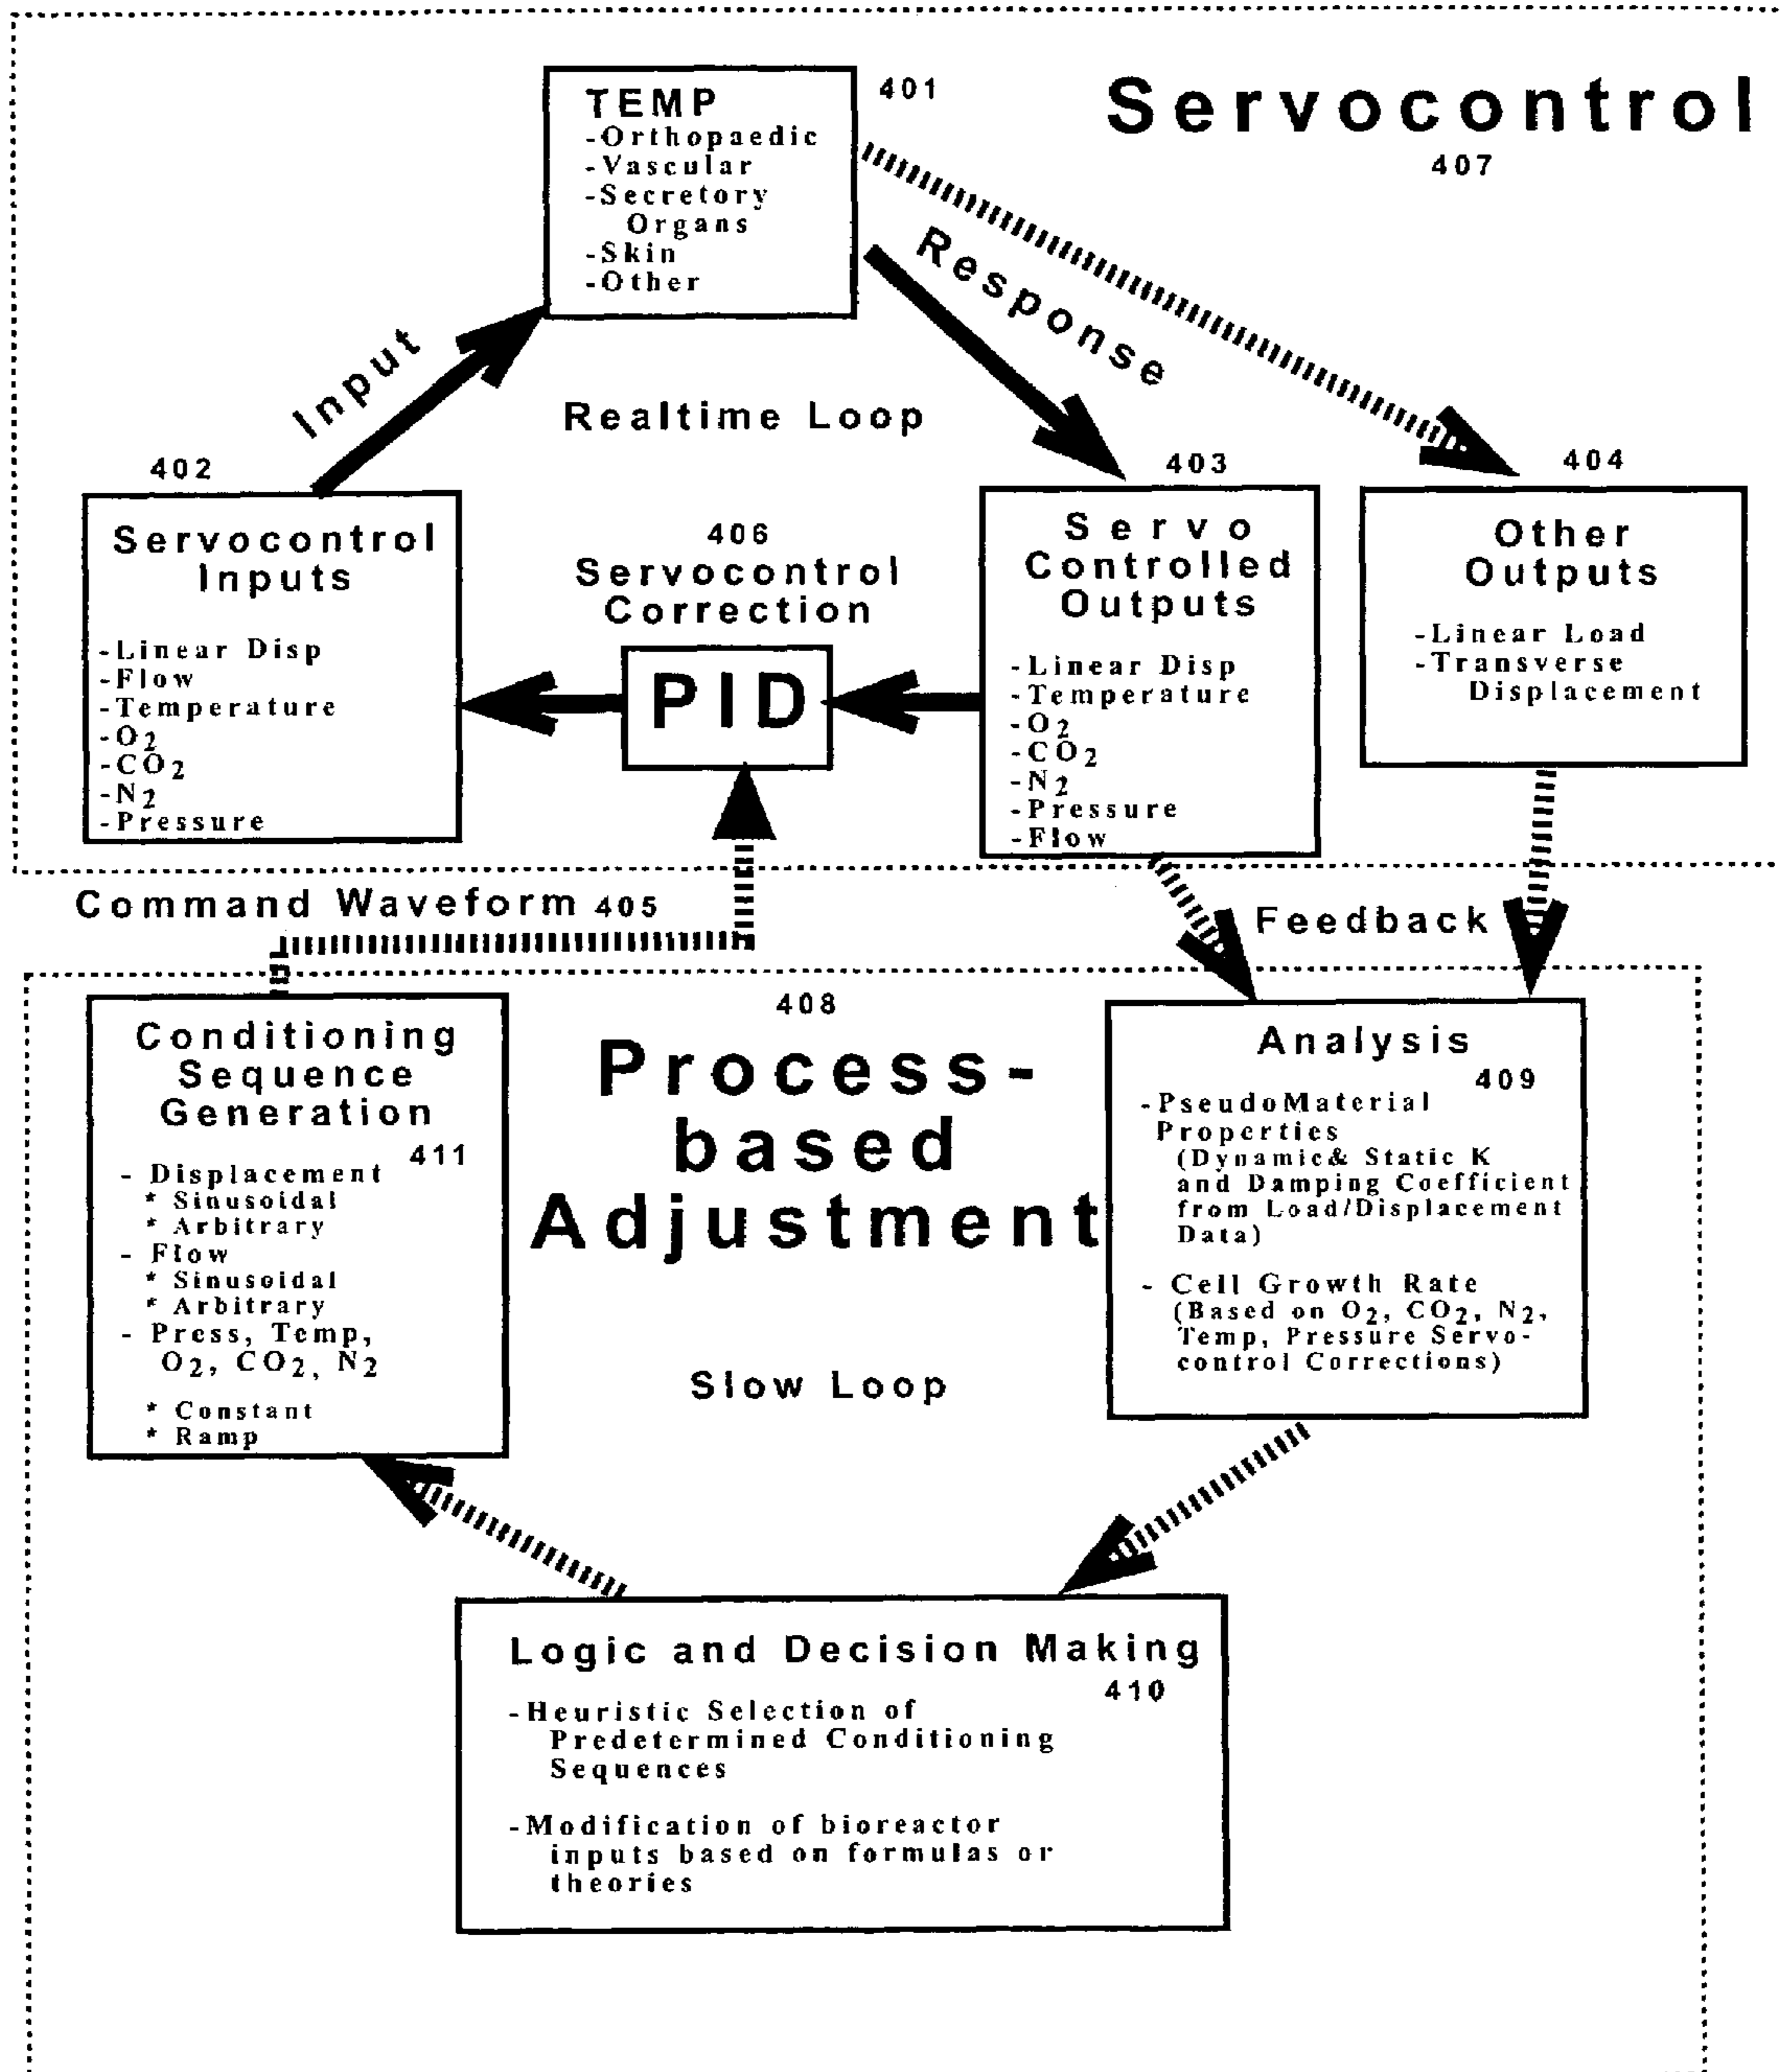 TEMP
-Orthopaedic
-Vascular
-Secretory
Organs
-Skin
-Other
401
Servocontrol
407
Input
Response
Realtime Loop
402
Servocontrol
Inputs
-Linear Disp
-Flow
-Temperature
-O2
-CO2
-N2
-Pressure
406
Servocontrol
Correction
PID
403
Servo
Controlled
Outputs
-Linear Disp
-Temperature
-O2
-CO2
-N2
-Pressure
-Flow
404
Other
Outputs
-Linear Load
-Transverse
Displacement
Command Waveform 405
Feedback
Conditioning
Sequence
Generation
411
- Displacement
* Sinusoidal
* Arbitrary
- Flow
* Sinusoidal
* Arbitrary
- Press, Temp,
O2, CO2, N2
* Constant
* Ramp
408
Process-
based
Adjustment
Slow Loop
Analysis
409
-PseudoMaterial
Properties
(Dynamic& Static K
and Damping Coefficient
from Load/Displacement
Data)
- Cell Growth Rate
(Based on O2, CO2, N2,
Temp, Pressure Servo-
control Corrections)
Logic and Decision Making
410
-Heuristic Selection of
Predetermined Conditioning
Sequences
-Modification of bioreactor
inputs based on formulas or
theories